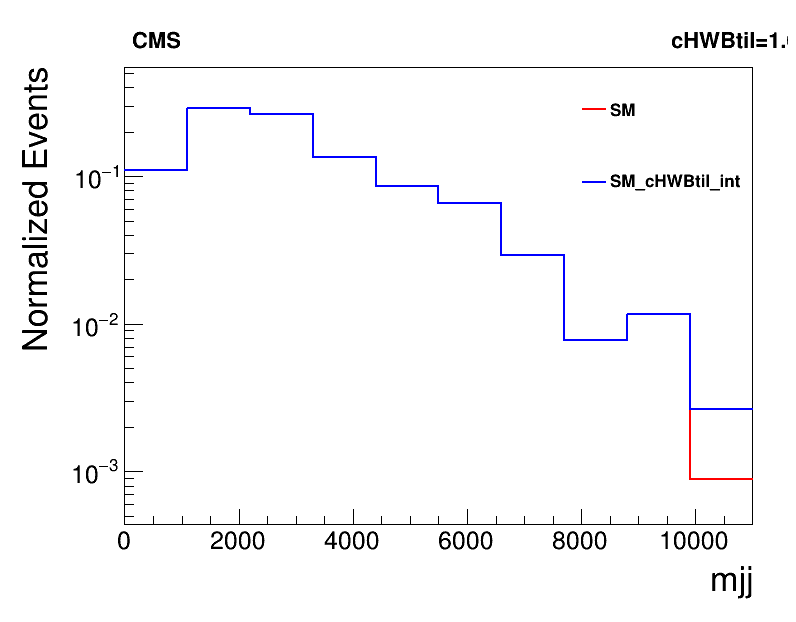 CMS
cHWBtil=1.
Normalized Events
SM
SM_cHWBtil_int
10⁻¹
10⁻²
10⁻³
0 2000 4000 6000 8000 10000
mjj